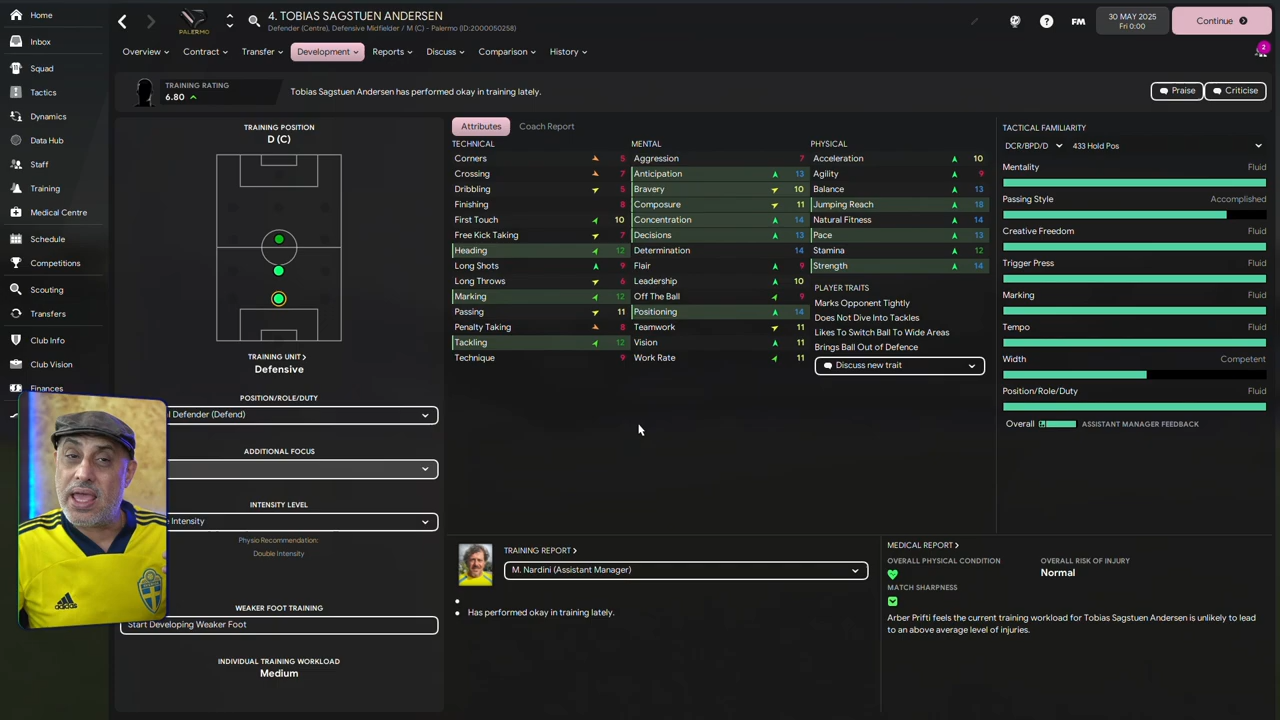 Home
Inbox
Squad
Tactics
Dynamics
Data Hub
Staff
Training
Medical Centre
Schedule
Competitions
Scouting
Transfers
Club Info
Club Vision
Finances
PALERMO
4. TOBIAS SAGSTUEN ANDERSEN
Defender (Centre), Defensive Midfielder / M (C) - Palermo (ID:2000050258)
FM
30 MAY 2025
Fri 0:00
Continue
2
Overview
Contract
Transfer
Development
Reports
Discuss
Comparison
History
TRAINING RATING
6.80
Tobias Sagstuen Andersen has performed okay in training lately.
Praise
Criticise
TRAINING POSITION
D (C)
TRAINING UNIT
Defensive
POSITION/ROLE/DUTY
l Defender (Defend)
ADDITIONAL FOCUS
INTENSITY LEVEL
Intensity
Physio Recommendation:
Double Intensity
WEAKER FOOT TRAINING
Start Developing Weaker Foot
INDIVIDUAL TRAINING WORKLOAD
Medium
Attributes
Coach Report
TECHNICAL
Corners 5
Crossing 7
Dribbling 5
Finishing 8
First Touch 10
Free Kick Taking 7
Heading 12
Long Shots 9
Long Throws 6
Marking 12
Passing 11
Penalty Taking 8
Tackling 12
Technique 9
MENTAL
Aggression 7
Anticipation 13
Bravery 10
Composure 11
Concentration 14
Decisions 13
Determination 14
Flair 9
Leadership 10
Off The Ball 9
Positioning 14
Teamwork 11
Vision 11
Work Rate 11
PHYSICAL
Acceleration 10
Agility 9
Balance 13
Jumping Reach 18
Natural Fitness 14
Pace 13
Stamina 12
Strength 14
PLAYER TRAITS
Marks Opponent Tightly
Does Not Dive Into Tackles
Likes To Switch Ball To Wide Areas
Brings Ball Out of Defence
Discuss new trait
TACTICAL FAMILIARITY
DCR/BPD/D
433 Hold Pos
Mentality Fluid
Passing Style Accomplished
Creative Freedom Fluid
Trigger Press Fluid
Marking Fluid
Tempo Fluid
Width Competent
Position/Role/Duty Fluid
Overall
ASSISTANT MANAGER FEEDBACK
TRAINING REPORT
M. Nardini (Assistant Manager)
Has performed okay in training lately.
MEDICAL REPORT
OVERALL PHYSICAL CONDITION
OVERALL RISK OF INJURY
Normal
MATCH SHARPNESS
Arber Prifti feels the current training workload for Tobias Sagstuen Andersen is unlikely to
lead to an above average level of injuries.
adidas